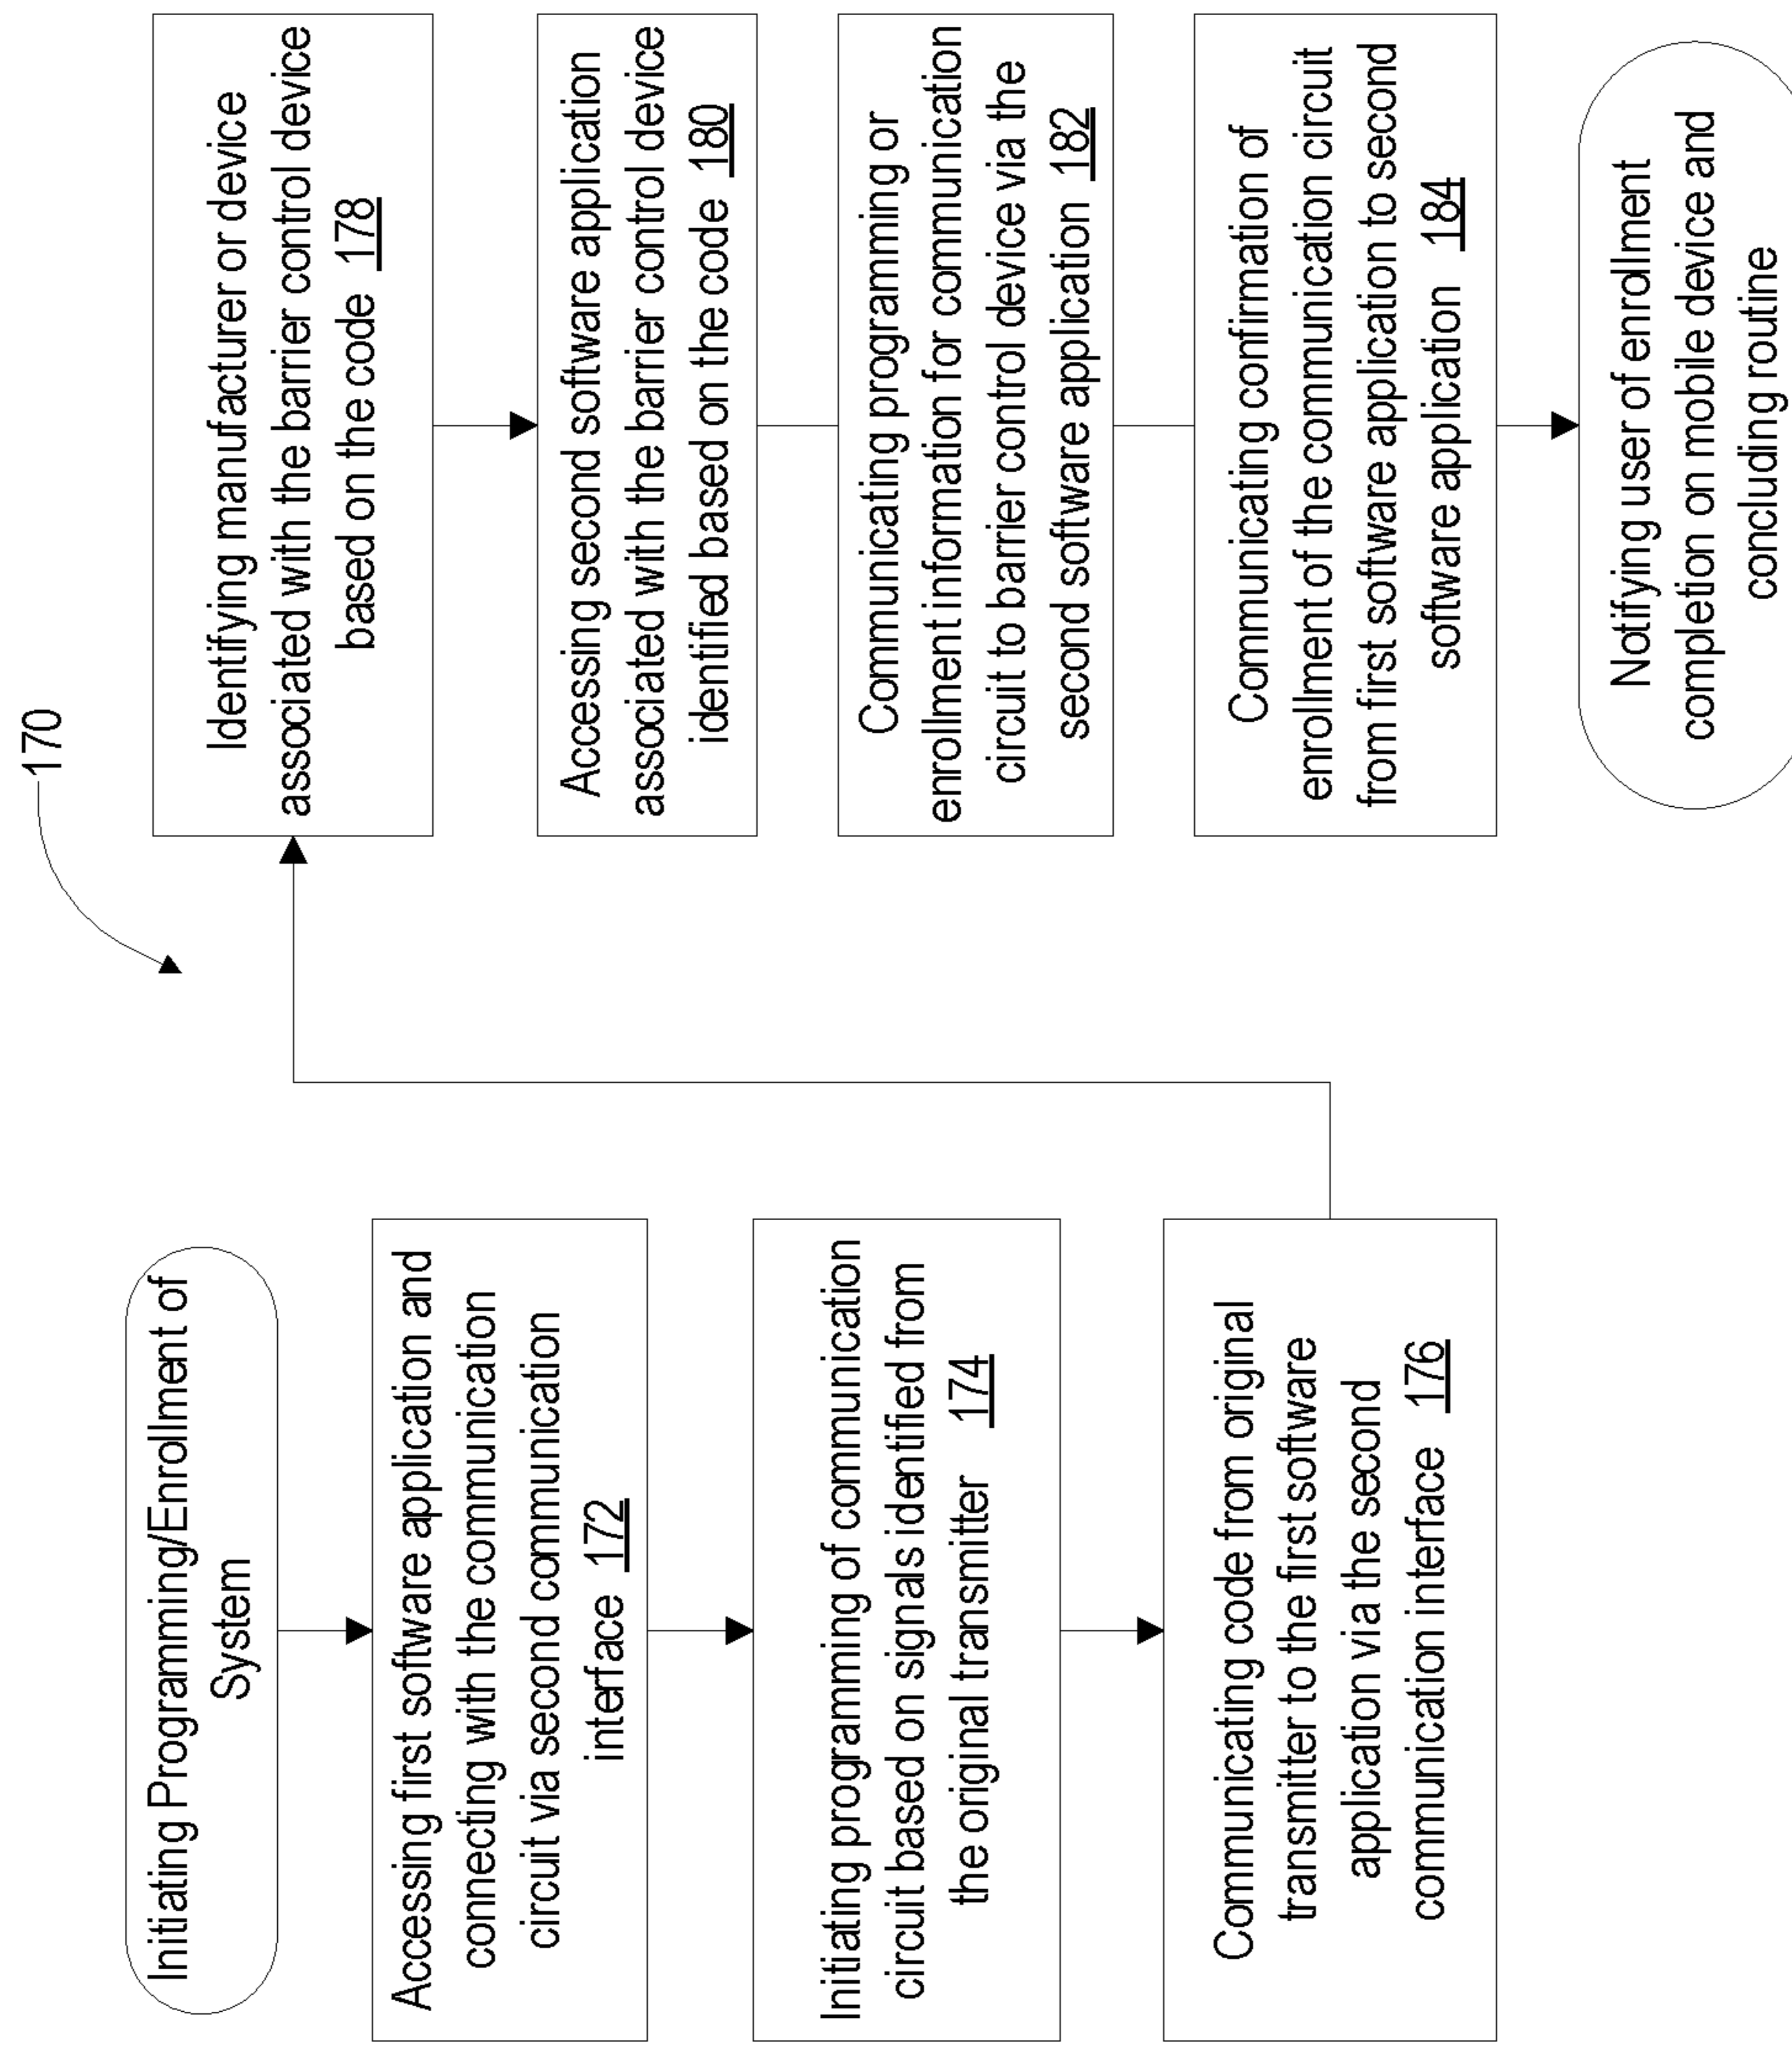 170
Initiating Programming/Enrollment of
System
Accessing first software application and
connecting with the communication
circuit via second communication
interface 172
Initiating programming of communication
circuit based on signals identified from
the original transmitter 174
Communicating code from original
transmitter to the first software
application via the second
communication interface 176
Identifying manufacturer or device
associated with the barrier control device
based on the code 178
Accessing second software application
associated with the barrier control device
identified based on the code 180
Communicating programming or
enrollment information for communication
circuit to barrier control device via the
second software application 182
Communicating confirmation of
enrollment of the communication circuit
from first software application to second
software application 184
Notifying user of enrollment
completion on mobile device and
concluding routine